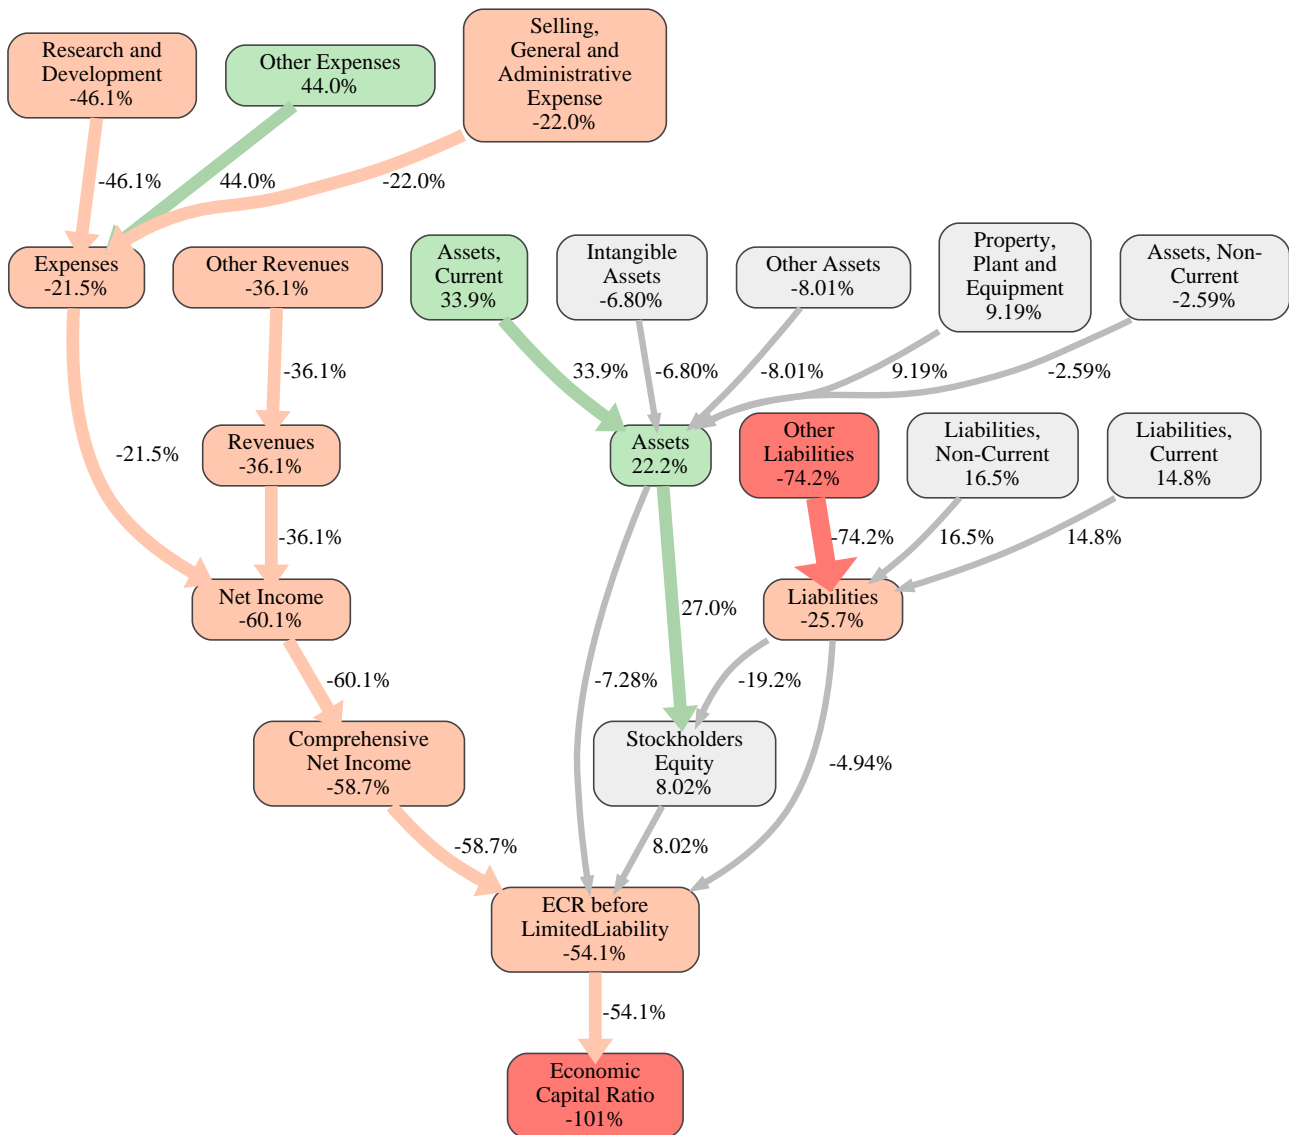 Research and
Development
-46.1%
Other Expenses
44.0%
Selling,
General and
Administrative
Expense
-22.0%
-46.1%
44.0%
-22.0%
Expenses
-21.5%
Other Revenues
-36.1%
Assets,
Current
33.9%
Intangible
Assets
-6.80%
Other Assets
-8.01%
Property,
Plant and
Equipment
9.19%
Assets, Non-
Current
-2.59%
-36.1%
33.9%
-6.80%
-8.01%
9.19%
-2.59%
-21.5%
Revenues
-36.1%
Assets
22.2%
Other
Liabilities
-74.2%
Liabilities,
Non-Current
16.5%
Liabilities,
Current
14.8%
-36.1%
-74.2%
16.5%
14.8%
Net Income
-60.1%
27.0%
Liabilities
-25.7%
-60.1%
-7.28%
-19.2%
Comprehensive
Net Income
-58.7%
Stockholders
Equity
8.02%
-4.94%
-58.7%
8.02%
ECR before
LimitedLiability
-54.1%
-54.1%
Economic
Capital Ratio
-101%